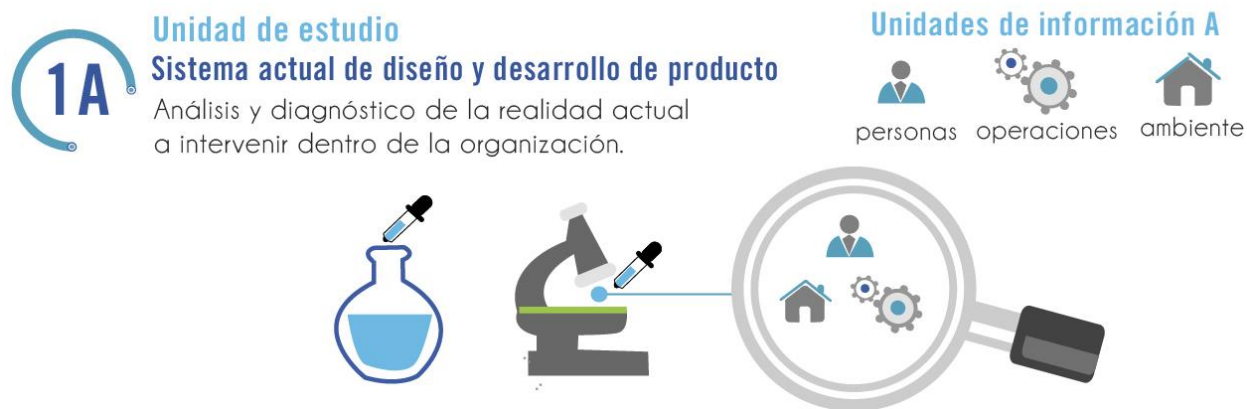 1A
Unidad de estudio
Sistema actual de diseño y desarrollo de producto
Análisis y diagnóstico de la realidad actual
a intervenir dentro de la organización.
Unidades de información A
personas operaciones ambiente